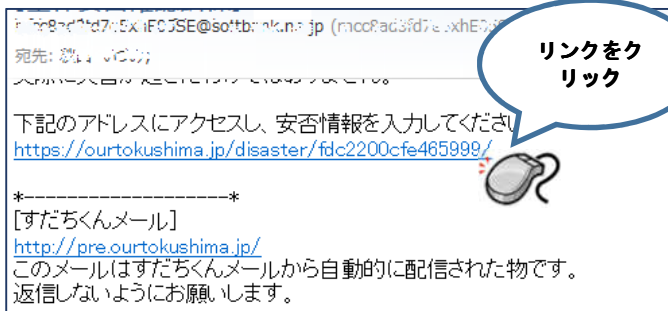 宛先:
リンクをク
リック
下記のアドレスにアクセスし、安否情報を入力してくださ
https://ourtokushima.jp/disaster/fdc2200cfe465999/
*-------------------*
[すだちくんメール]
http://pre.ourtokushima.jp/
このメールはすだちくんメールから自動的に配信された物です。
返信しないようにお願いします。